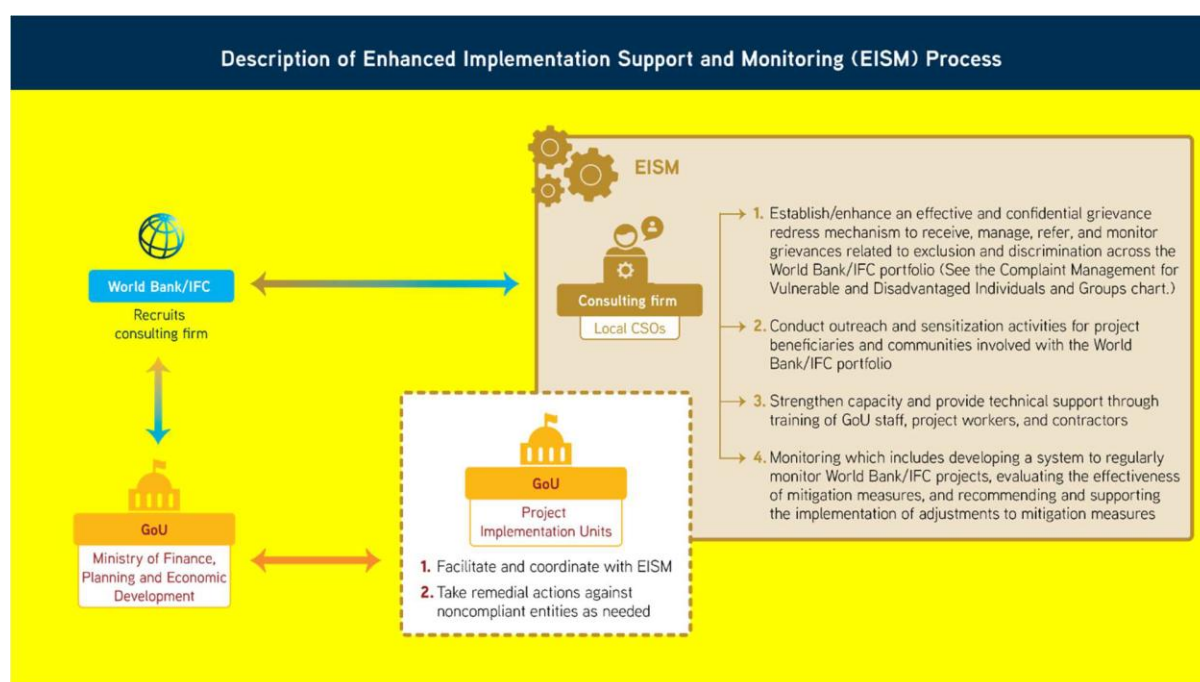 Description of Enhanced Implementation Support and Monitoring (EISM) Process
World Bank/IFC
Recruits
consulting firm
GoU
Ministry of Finance,
Planning and Economic
Development
GoU
Project
Implementation Units
1. Facilitate and coordinate with EISM
2. Take remedial actions against
noncompliant entities as needed
EISM
Consulting firm
Local CSOs
1. Establish/enhance an effective and confidential grievance
redress mechanism to receive, manage, refer, and monitor
grievances related to exclusion and discrimination across the
World Bank/IFC portfolio (See the Complaint Management for
Vulnerable and Disadvantaged Individuals and Groups chart.)
2. Conduct outreach and sensitization activities for project
beneficiaries and communities involved with the World
Bank/IFC portfolio
3. Strengthen capacity and provide technical support through
training of GoU staff, project workers, and contractors
4. Monitoring which includes developing a system to regularly
monitor World Bank/IFC projects, evaluating the effectiveness
of mitigation measures, and recommending and supporting
the implementation of adjustments to mitigation measures